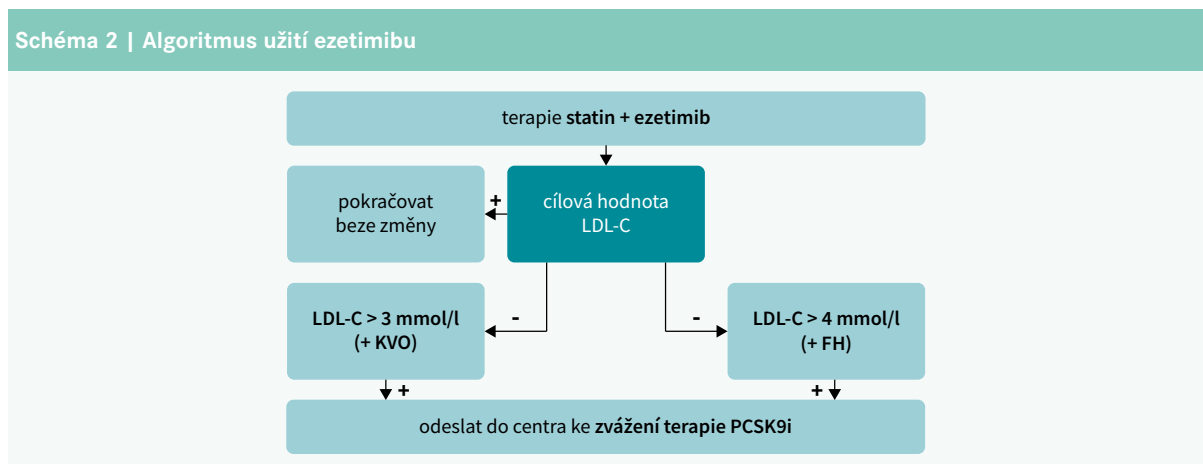 Schéma 2 | Algoritmus užití ezetimibu
terapie statin + ezetimib
pokračovat
beze změny
+
cílová hodnota
LDL-C
LDL-C > 3 mmol/l
(+ KVO)
-
-
LDL-C > 4 mmol/l
(+ FH)
+
+
odeslat do centra ke zvážení terapie PCSK9i